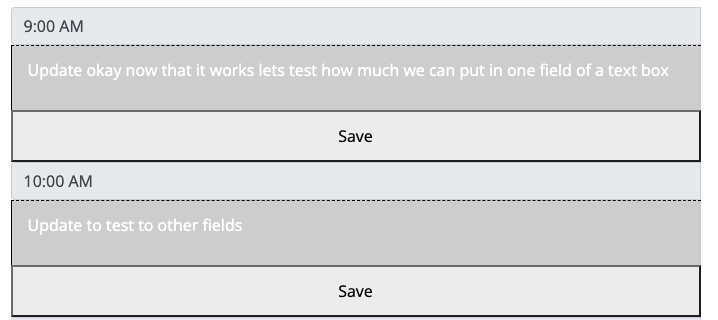 9:00 AM
Update okay now that it works lets test how much we can put in one field of a text box
Save
10:00 AM
Update to test to other fields
Save